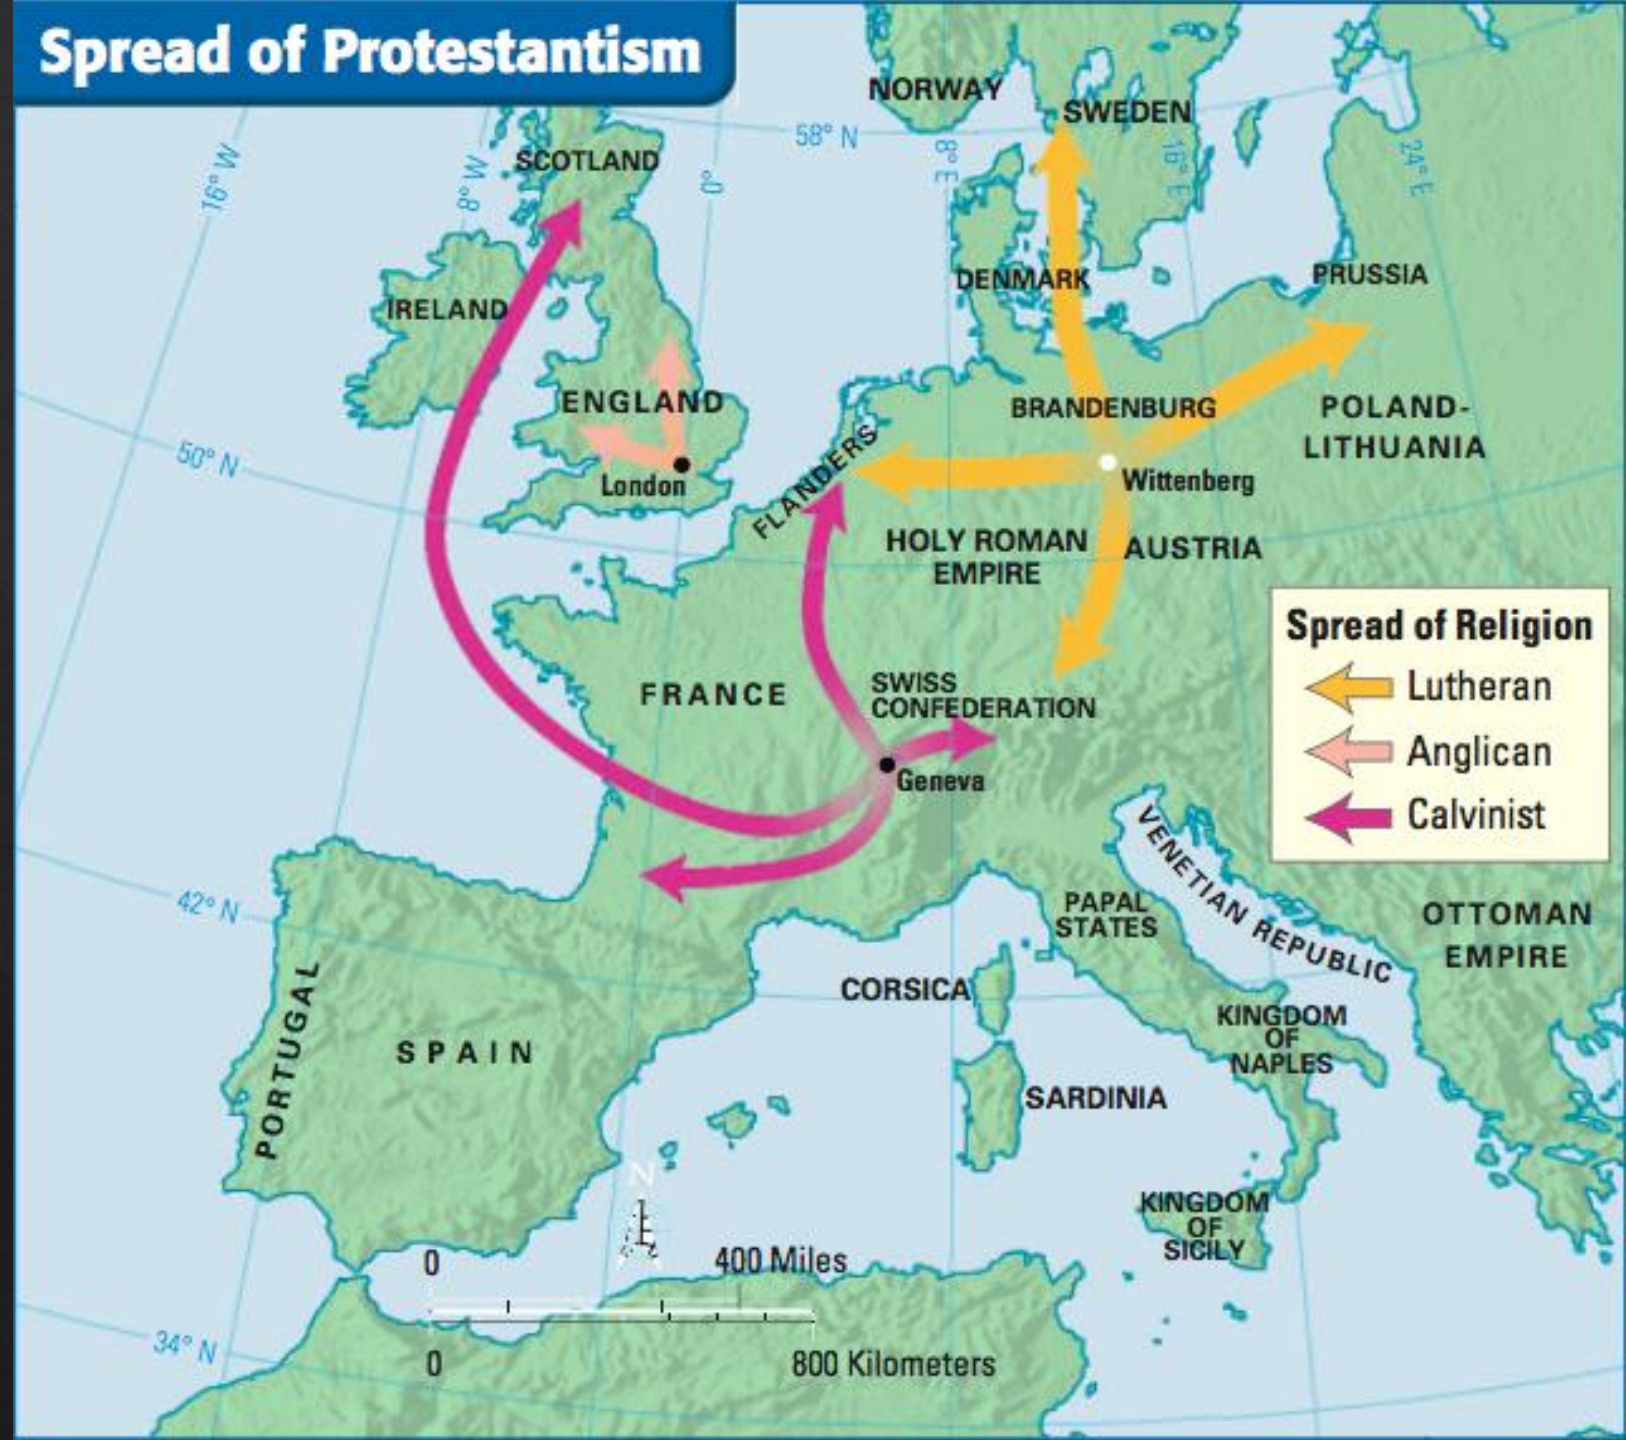 Spread of Protestantism
NORWAY
SWEDEN
58° N
16° W
8° W
0°
8° E
16° E
24° E
SCOTLAND
DENMARK
PRUSSIA
IRELAND
ENGLAND
BRANDENBURG
POLAND-
LITHUANIA
50° N
London
FLANDERS
Wittenberg
HOLY ROMAN
EMPIRE
AUSTRIA
Spread of Religion
Lutheran
Anglican
Calvinist
FRANCE
SWISS
CONFEDERATION
Geneva
VENETIAN REPUBLIC
42° N
PAPAL
STATES
OTTOMAN
EMPIRE
PORTUGAL
SPAIN
CORSICA
KINGDOM
OF
NAPLES
SARDINIA
N
KINGDOM
OF
SICILY
0
400 Miles
34° N
0
800 Kilometers